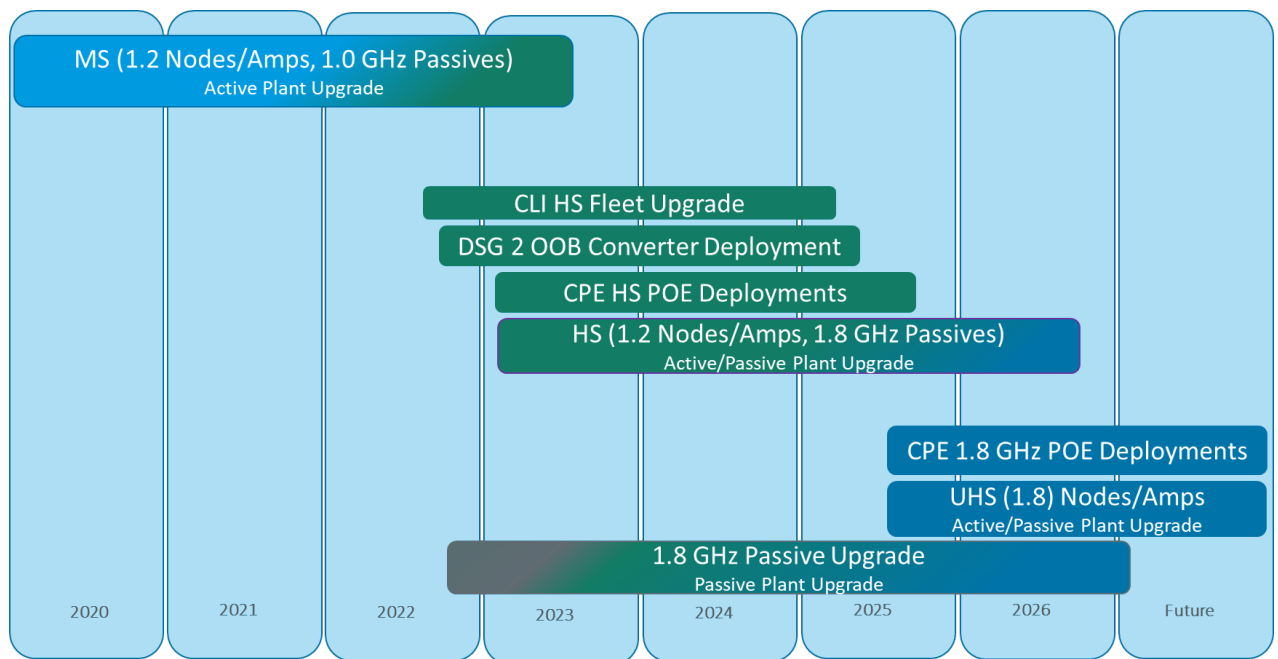 MS (1.2 Nodes/Amps, 1.0 GHz Passives)
Active Plant Upgrade
CLI HS Fleet Upgrade
DSG 2 OOB Converter Deployment
CPE HS POE Deployments
HS (1.2 Nodes/Amps, 1.8 GHz Passives)
Active/Passive Plant Upgrade
CPE 1.8 GHz POE Deployments
UHS (1.8) Nodes/Amps
Active/Passive Plant Upgrade
1.8 GHz Passive Upgrade
Passive Plant Upgrade
2020 2021 2022 2023 2024 2025 2026 Future